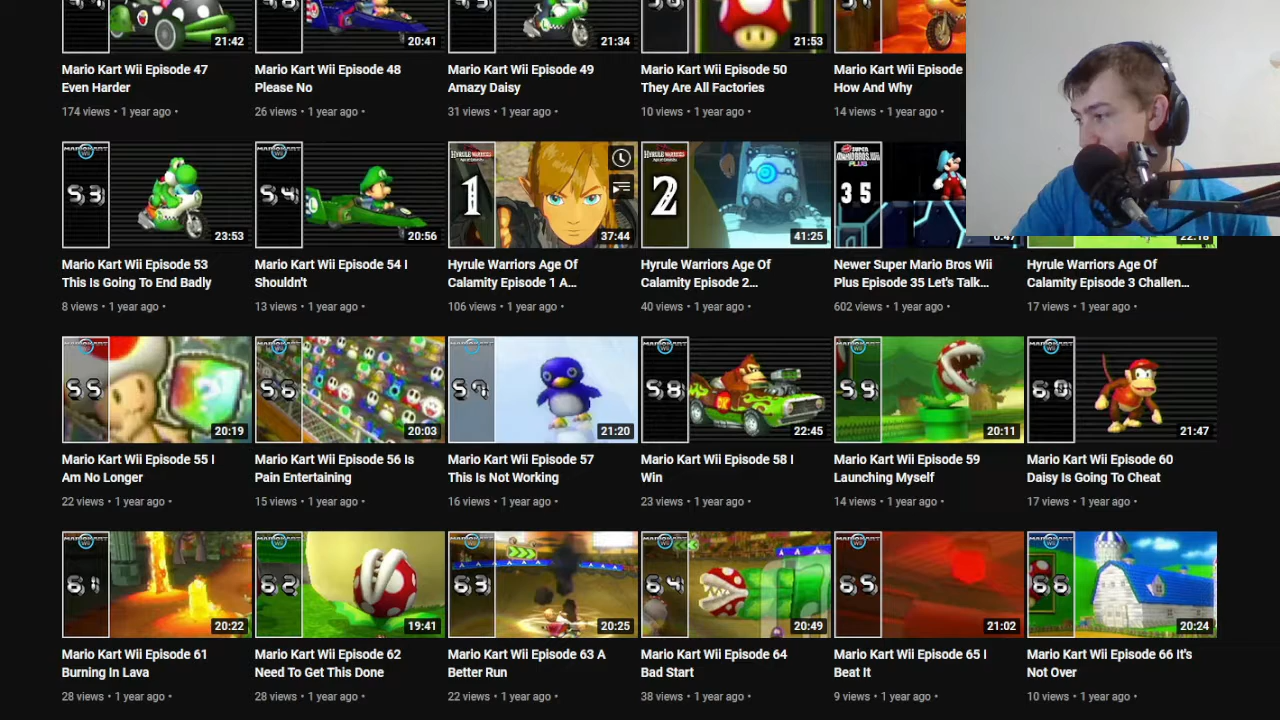 21:42
20:41
21:34
21:53
Mario Kart Wii Episode 47
Even Harder
174 views • 1 year ago •
Mario Kart Wii Episode 48
Please No
26 views • 1 year ago •
Mario Kart Wii Episode 49
Amazy Daisy
31 views • 1 year ago •
Mario Kart Wii Episode 50
They Are All Factories
10 views • 1 year ago •
Mario Kart Wii Episode
How And Why
14 views • 1 year ago •
53
23:53
54
20:56
HYRULE WARRIORS
1
37:44
HYRULE WARRIORS
2
41:25
35
Mario Kart Wii Episode 53
This Is Going To End Badly
8 views • 1 year ago •
Mario Kart Wii Episode 54 I
Shouldn't
13 views • 1 year ago •
Hyrule Warriors Age Of
Calamity Episode 1 A...
106 views • 1 year ago •
Hyrule Warriors Age Of
Calamity Episode 2...
40 views • 1 year ago •
Newer Super Mario Bros Wii
Plus Episode 35 Let's Talk...
602 views • 1 year ago •
Hyrule Warriors Age Of
Calamity Episode 3 Challen...
17 views • 1 year ago •
55
20:19
56
20:03
57
21:20
58
22:45
59
20:11
60
21:47
Mario Kart Wii Episode 55 I
Am No Longer
22 views • 1 year ago •
Mario Kart Wii Episode 56 Is
Pain Entertaining
15 views • 1 year ago •
Mario Kart Wii Episode 57
This Is Not Working
16 views • 1 year ago •
Mario Kart Wii Episode 58 I
Win
23 views • 1 year ago •
Mario Kart Wii Episode 59
Launching Myself
14 views • 1 year ago •
Mario Kart Wii Episode 60
Daisy Is Going To Cheat
17 views • 1 year ago •
61
20:22
62
19:41
63
20:25
64
20:49
65
21:02
66
20:24
Mario Kart Wii Episode 61
Burning In Lava
28 views • 1 year ago •
Mario Kart Wii Episode 62
Need To Get This Done
28 views • 1 year ago •
Mario Kart Wii Episode 63 A
Better Run
22 views • 1 year ago •
Mario Kart Wii Episode 64
Bad Start
38 views • 1 year ago •
Mario Kart Wii Episode 65 I
Beat It
9 views • 1 year ago •
Mario Kart Wii Episode 66 It's
Not Over
10 views • 1 year ago •